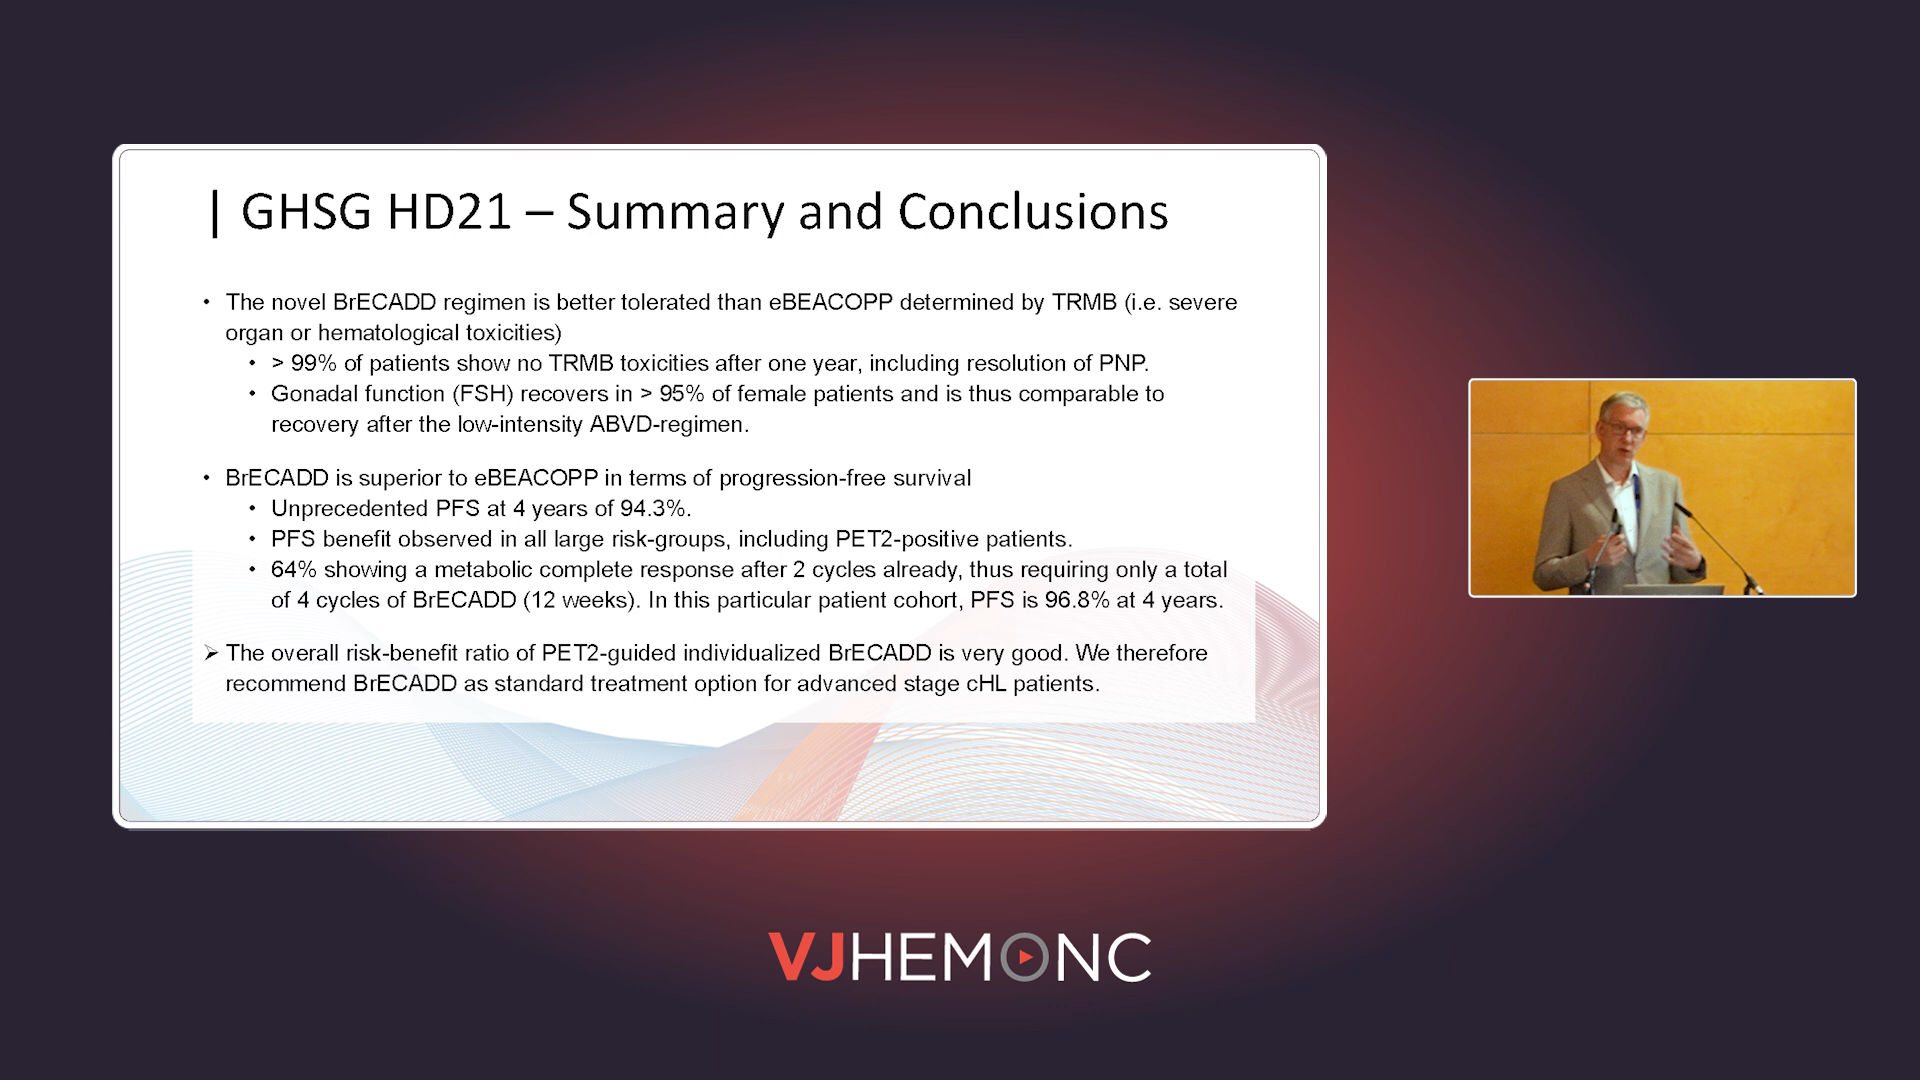 | GHSG HD21 – Summary and Conclusions
• The novel BrECADD regimen is better tolerated than eBEACOPP determined by TRMB (i.e. severe
organ or hematological toxicities)
• > 99% of patients show no TRMB toxicities after one year, including resolution of PNP.
• Gonadal function (FSH) recovers in > 95% of female patients and is thus comparable to
recovery after the low-intensity ABVD-regimen.
• BrECADD is superior to eBEACOPP in terms of progression-free survival
• Unprecedented PFS at 4 years of 94.3%.
• PFS benefit observed in all large risk-groups, including PET2-positive patients.
• 64% showing a metabolic complete response after 2 cycles already, thus requiring only a total
of 4 cycles of BrECADD (12 weeks). In this particular patient cohort, PFS is 96.8% at 4 years.
➢ The overall risk-benefit ratio of PET2-guided individualized BrECADD is very good. We therefore
recommend BrECADD as standard treatment option for advanced stage cHL patients.
VJHEMONC